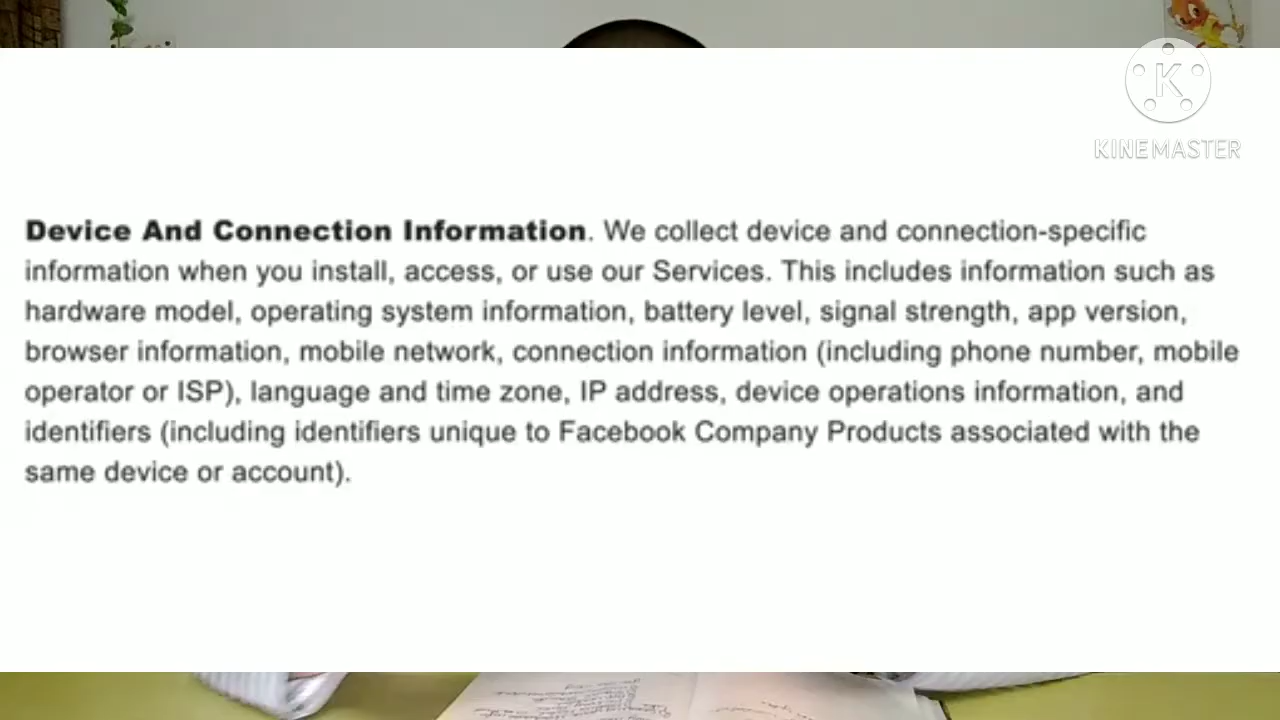 K
KINEMASTER
Device And Connection Information. We collect device and connection-specific
information when you install, access, or use our Services. This includes information such as
hardware model, operating system information, battery level, signal strength, app version,
browser information, mobile network, connection information (including phone number, mobile
operator or ISP), language and time zone, IP address, device operations information, and
identifiers (including identifiers unique to Facebook Company Products associated with the
same device or account).